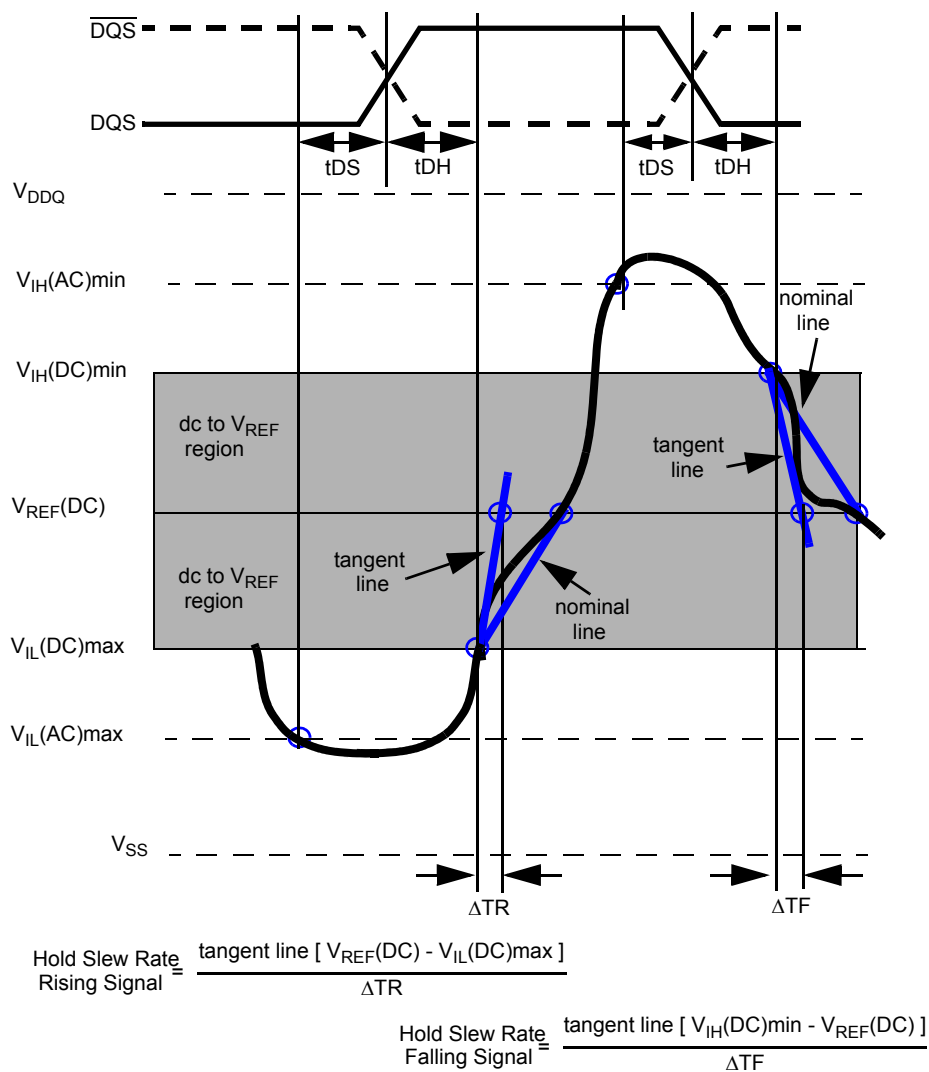 DQS
DQS
tDS
tDH
tDS
tDH
VDDQ
VIH(AC)min
nominal
line
VIH(DC)min
dc to VREF
region
tangent
line
VREF(DC)
tangent
line
dc to VREF
region
nominal
line
VIL(DC)max
VIL(AC)max
VSS
ΔTR
ΔTF
Hold Slew Rate
Rising Signal
=
tangent line [ VREF(DC) - VIL(DC)max ]
ΔTR
Hold Slew Rate
Falling Signal
=
tangent line [ VIH(DC)min - VREF(DC) ]
ΔTF